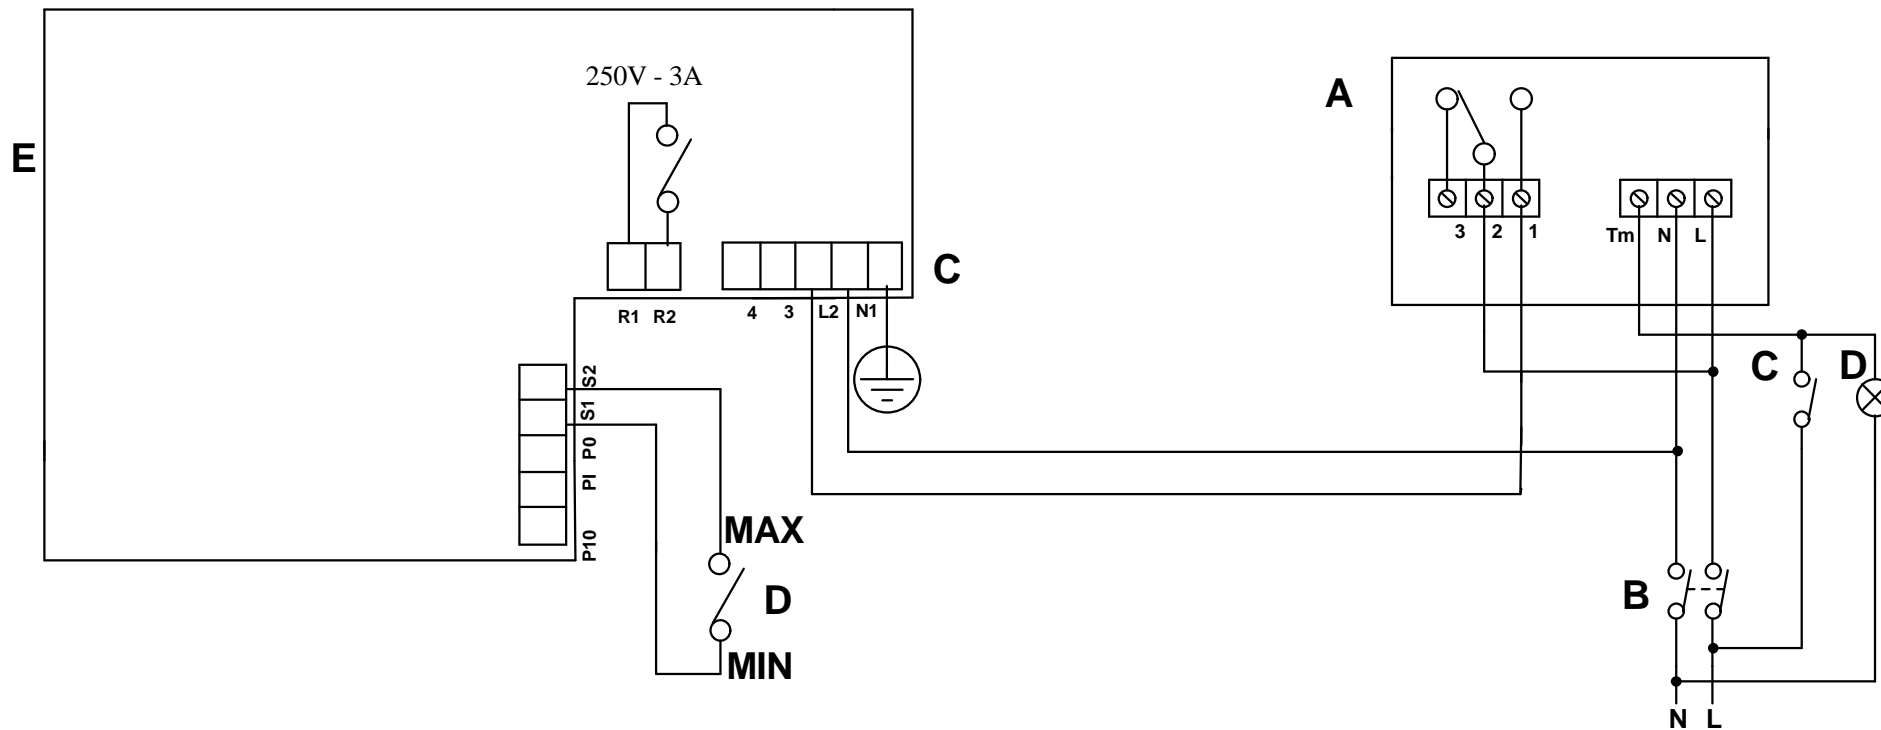 250V - 3A
A
E
3 2 1
Tm N L
C
R1 R2
4 3 L2 N1
C D
S2
S1
P0
PI
P10
MAX
D
B
MIN
N L